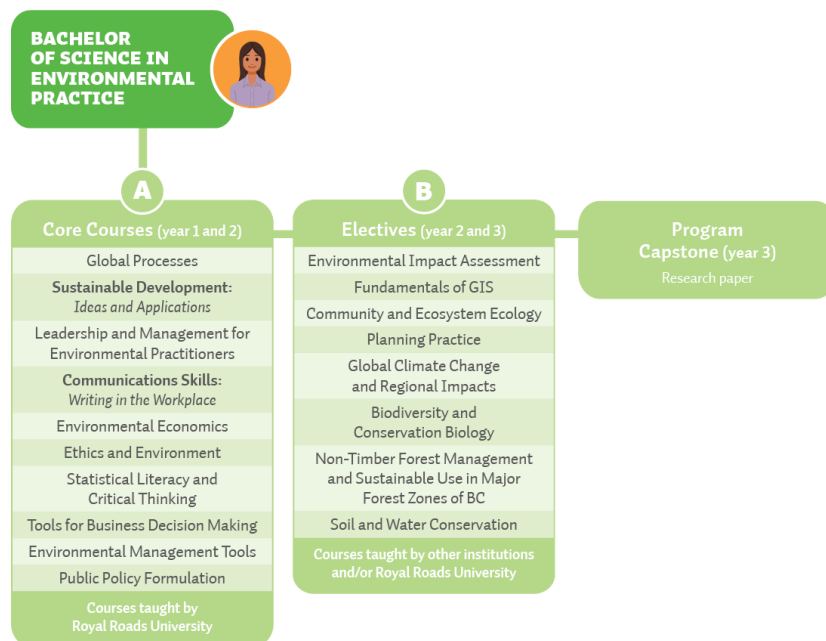 BACHELOR
OF SCIENCE IN
ENVIRONMENTAL
PRACTICE
A
Core Courses (year 1 and 2)
Global Processes
Sustainable Development:
Ideas and Applications
Leadership and Management for
Environmental Practitioners
Communications Skills:
Writing in the Workplace
Environmental Economics
Ethics and Environment
Statistical Literacy and
Critical Thinking
Tools for Business Decision Making
Environmental Management Tools
Public Policy Formulation
Courses taught by
Royal Roads University
B
Electives (year 2 and 3)
Environmental Impact Assessment
Fundamentals of GIS
Community and Ecosystem Ecology
Planning Practice
Global Climate Change
and Regional Impacts
Biodiversity and
Conservation Biology
Non-Timber Forest Management
and Sustainable Use in Major
Forest Zones of BC
Soil and Water Conservation
Courses taught by other institutions
and/or Royal Roads University
Program
Capstone (year 3)
Research paper